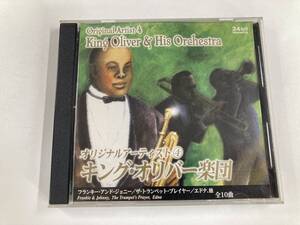 Original Artist 4
King Oliver & His Orchestra
24bit
オリジナルアーティスト④
キング・オリバー楽団
フランキー・アンド・ジョニー/ザ・トランペット・プレイヤー/エドナ、他
Frankie & Johnny, The Trumpet's Prayer, Edna
全10曲